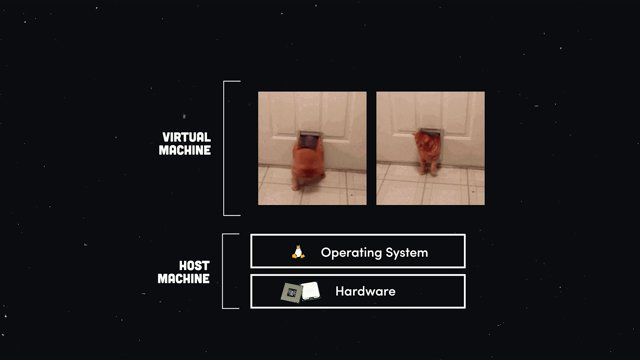 VIRTUAL
MACHINE
HOST
MACHINE
Operating System
Hardware